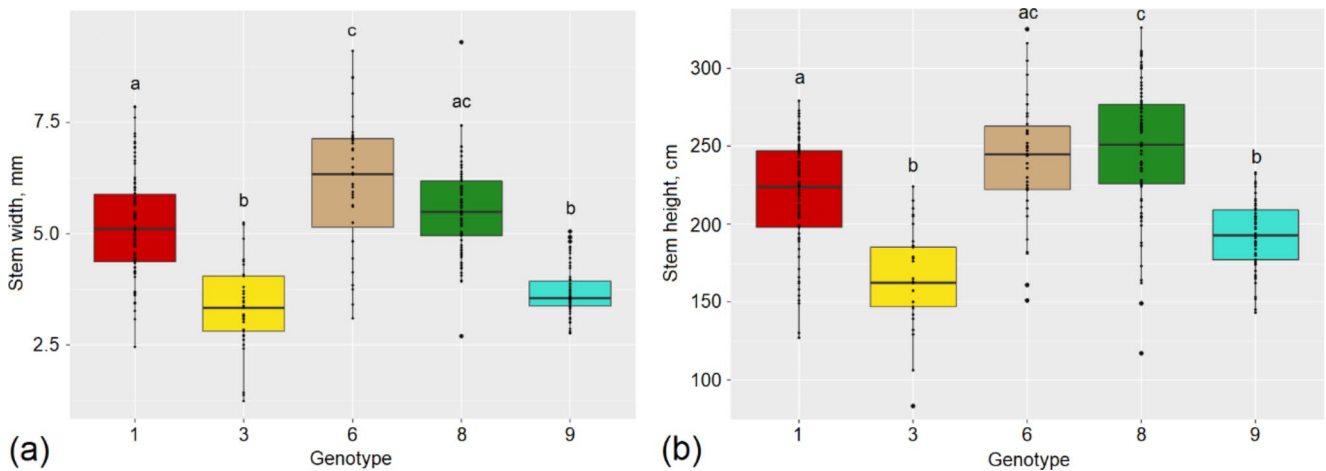 c
a
ac
7.5
b
b
5.0
2.5
Stem width, mm
1 3 6 8 9
Genotype
(a)
ac c
300
a
b
b
250
200
150
100
Stem height, cm
1 3 6 8 9
Genotype
(b)